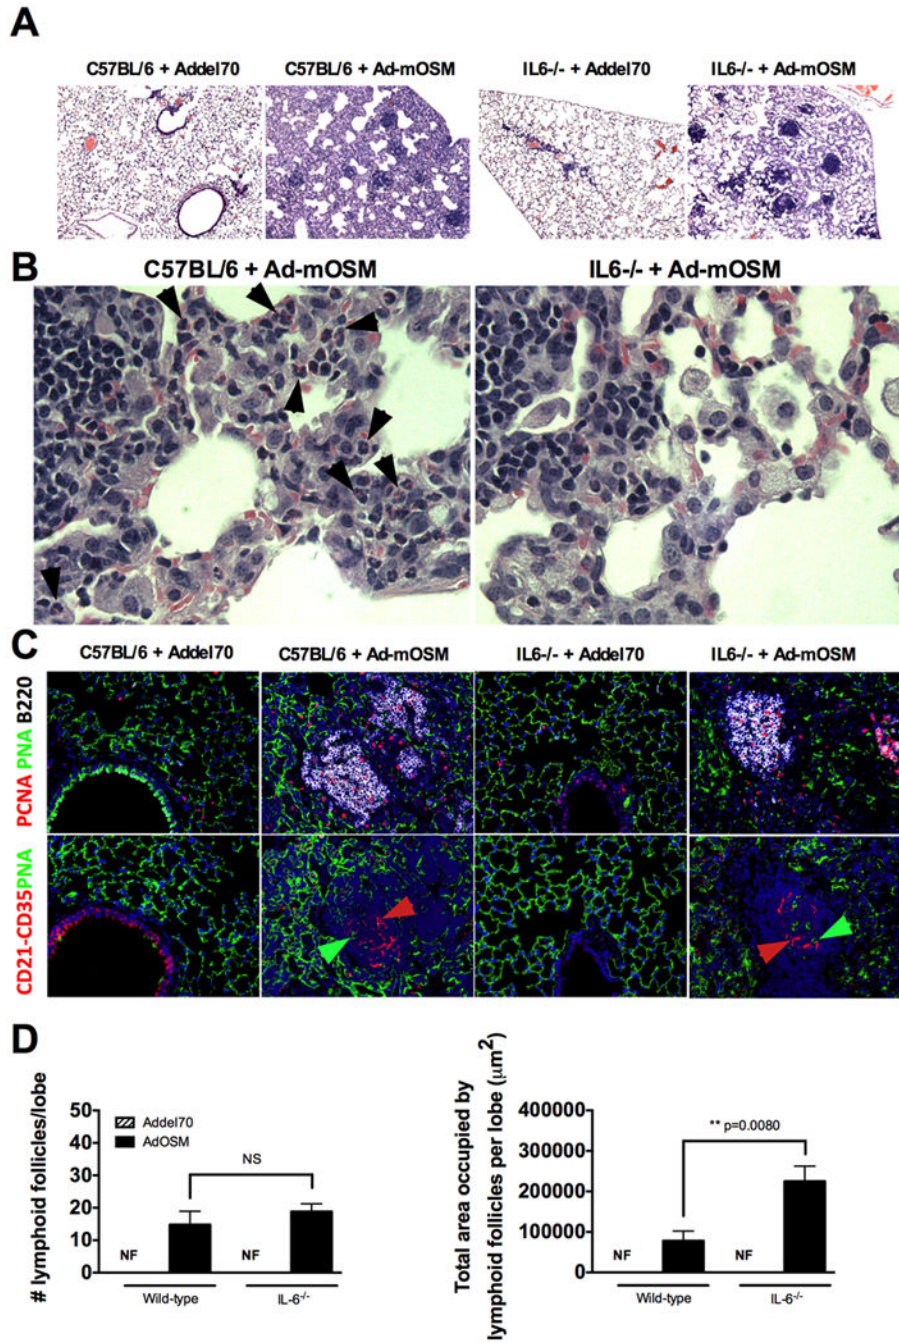 A
C57BL/6 + Addel70 C57BL/6 + Ad-mOSM IL6-/- + Addel70 IL6-/- + Ad-mOSM
B
C57BL/6 + Ad-mOSM IL6-/- + Ad-mOSM
C
C57BL/6 + Addel70 C57BL/6 + Ad-mOSM IL6-/- + Addel70 IL6-/- + Ad-mOSM
PCNA PNA B220
CD21-CD35PNA
D
# lymphoid follicles/lobe
50
40
30
20
10
0
Addel70
AdOSM
NS
NF
NF
Wild-type IL-6-/-
Total area occupied by
lymphoid follicles per lobe (μm²)
400000
300000
200000
100000
0
** p=0.0080
NF
NF
Wild-type IL-6-/-